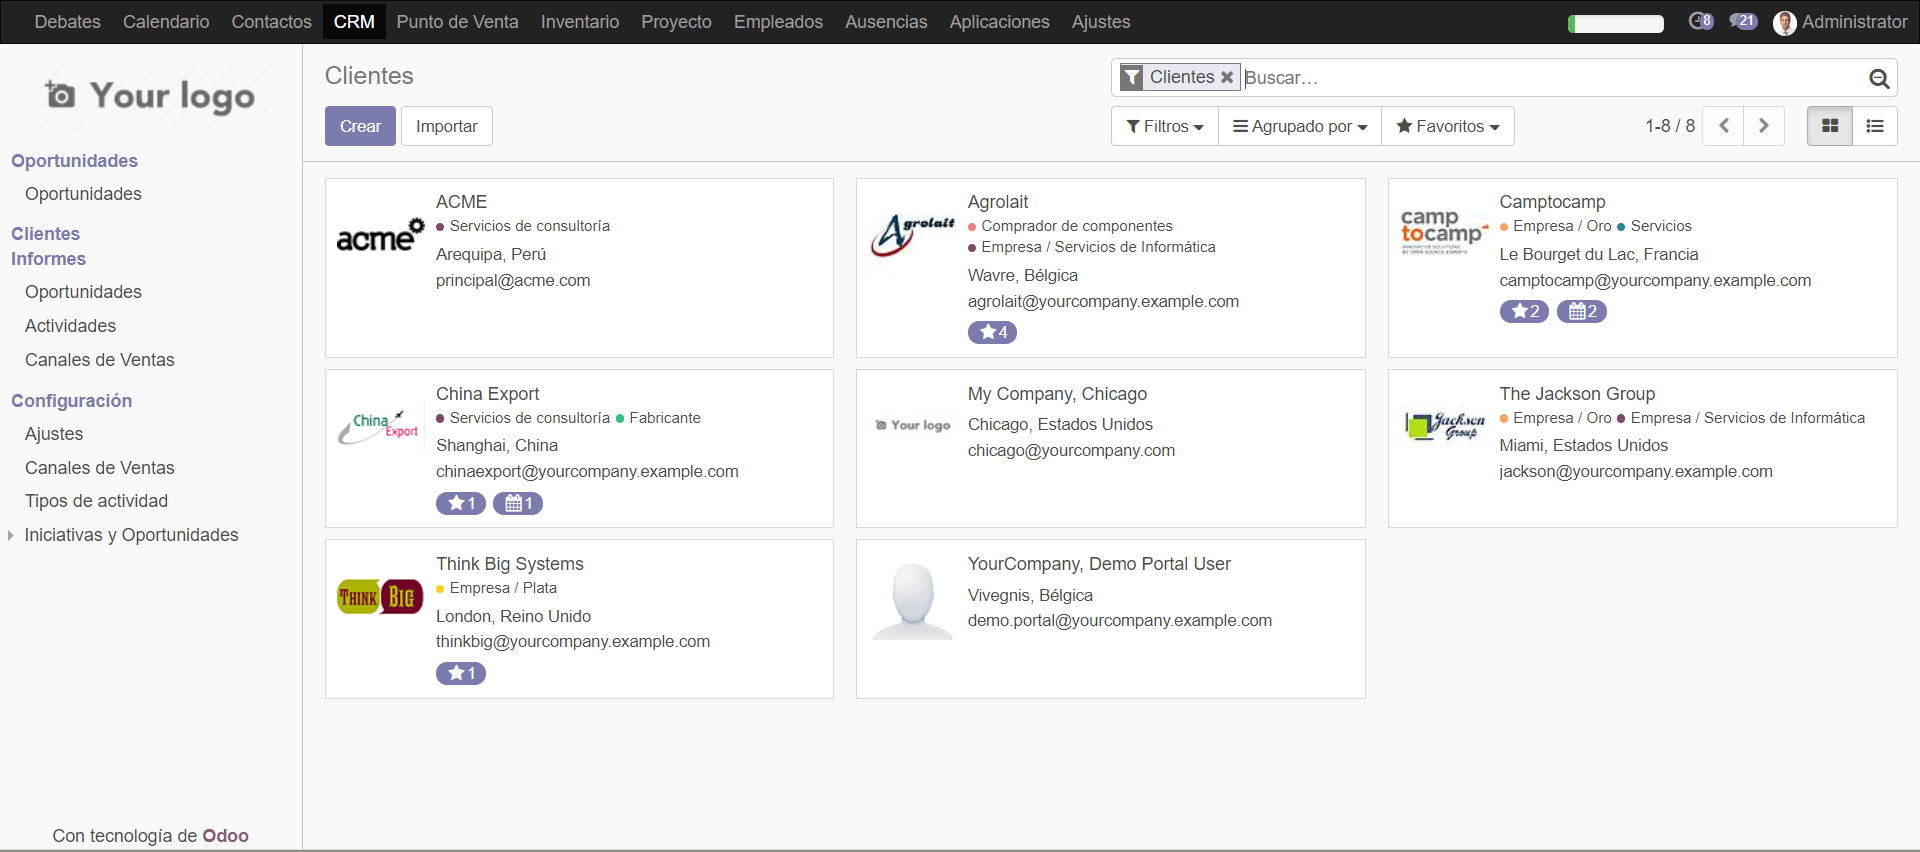 Debates Calendario Contactos CRM Punto de Venta Inventario Proyecto Empleados Ausencias Aplicaciones Ajustes 8 21 Administrator
Your logo
Oportunidades
Oportunidades
Clientes
Informes
Oportunidades
Actividades
Canales de Ventas
Configuración
Ajustes
Canales de Ventas
Tipos de actividad
Iniciativas y Oportunidades
Con tecnología de Odoo
Clientes
Clientes Buscar...
Crear Importar
Filtros Agrupado por Favoritos 1-8 / 8
acme
ACME
Servicios de consultoría
Arequipa, Perú
principal@acme.com
Agrolait
Agrolait
Comprador de componentes
Empresa / Servicios de Informática
Wavre, Bélgica
agrolait@yourcompany.example.com
4
camp
tocamp
INNOVATIVE SOLUTIONS
BY OPEN SOURCE EXPERTS
Camptocamp
Empresa / Oro Servicios
Le Bourget du Lac, Francia
camptocamp@yourcompany.example.com
2 2
China
Export
China Export
Servicios de consultoría Fabricante
Shanghai, China
chinaexport@yourcompany.example.com
1 1
Your logo
My Company, Chicago
Chicago, Estados Unidos
chicago@yourcompany.com
Jackson
Group
The Jackson Group
Empresa / Oro Empresa / Servicios de Informática
Miami, Estados Unidos
jackson@yourcompany.example.com
THINK BIG
Think Big Systems
Empresa / Plata
London, Reino Unido
thinkbig@yourcompany.example.com
1
YourCompany, Demo Portal User
Vivegnis, Bélgica
demo.portal@yourcompany.example.com